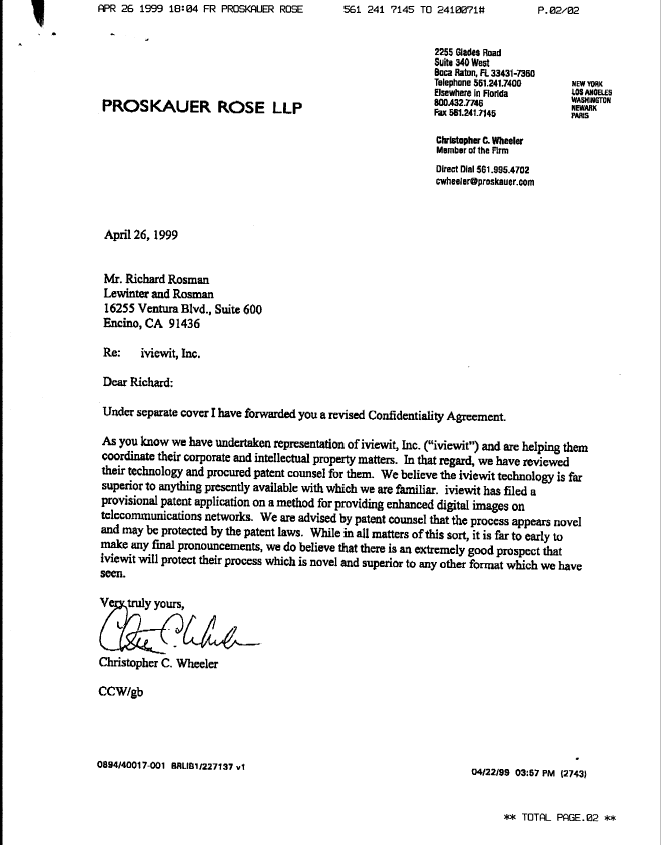 APR 26 1999 18:04 FR PROSKAUER ROSE 561 241 7145 TO 2410071# P.02/02
2255 Glades Road
Suite 340 West
Boca Raton, FL 33431-7360
Telephone 561.241.7400
Elsewhere in Florida
800.432.7746
Fax 561.241.7145
NEW YORK
LOS ANGELES
WASHINGTON
NEWARK
PARIS
PROSKAUER ROSE LLP
Christopher C. Wheeler
Member of the Firm
Direct Dial 561.995.4702
cwheeler@proskauer.com
April 26, 1999
Mr. Richard Rosman
Lewinter and Rosman
16255 Ventura Blvd., Suite 600
Encino, CA 91436
Re: iviewit, Inc.
Dear Richard:
Under separate cover I have forwarded you a revised Confidentiality Agreement.
As you know we have undertaken representation of iviewit, Inc. ("iviewit") and are helping them
coordinate their corporate and intellectual property matters. In that regard, we have reviewed
their technology and procured patent counsel for them. We believe the iviewit technology is far
superior to anything presently available with which we are familiar. iviewit has filed a
provisional patent application on a method for providing enhanced digital images on
telecommunications networks. We are advised by patent counsel that the process appears novel
and may be protected by the patent laws. While in all matters of this sort, it is far to early to
make any final pronouncements, we do believe that there is an extremely good prospect that
iviewit will protect their process which is novel and superior to any other format which we have
seen.
Very truly yours,
Christopher C. Wheeler
CCW/gb
0894/40017-001 BRLIB1/227137 v1
04/22/99 03:57 PM (2743)
** TOTAL PAGE.02 **